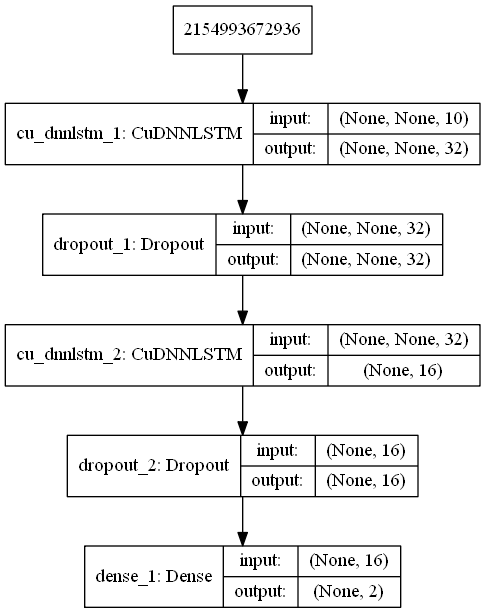 2154993672936
cu_dnnlstm_1: CuDNNLSTM
input: (None, None, 10)
output: (None, None, 32)
dropout_1: Dropout
input: (None, None, 32)
output: (None, None, 32)
cu_dnnlstm_2: CuDNNLSTM
input: (None, None, 32)
output: (None, 16)
dropout_2: Dropout
input: (None, 16)
output: (None, 16)
dense_1: Dense
input: (None, 16)
output: (None, 2)